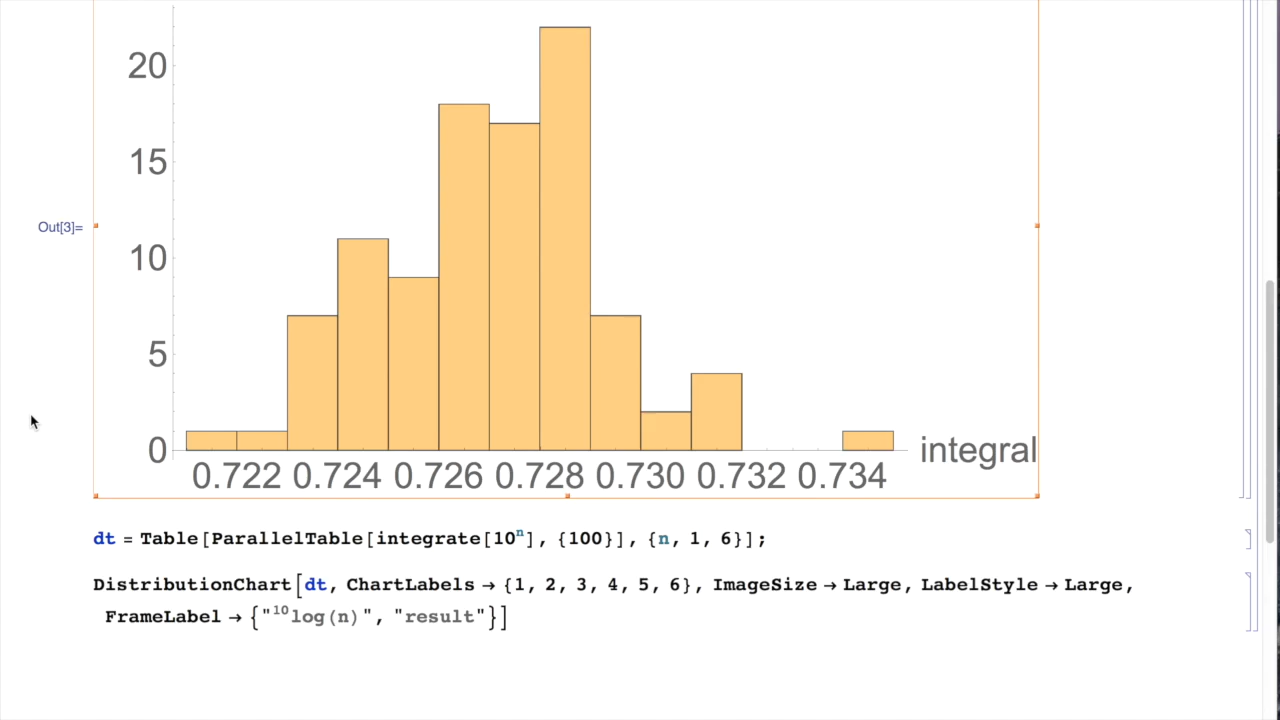 20
15
Out[3]=
10
5
0
integral
0.722 0.724 0.726 0.728 0.730 0.732 0.734
dt = Table[ParallelTable[integrate[10ⁿ], {100}], {n, 1, 6}];
DistributionChart[dt, ChartLabels → {1, 2, 3, 4, 5, 6}, ImageSize → Large, LabelStyle → Large,
FrameLabel → {"¹⁰log(n)", "result"}]